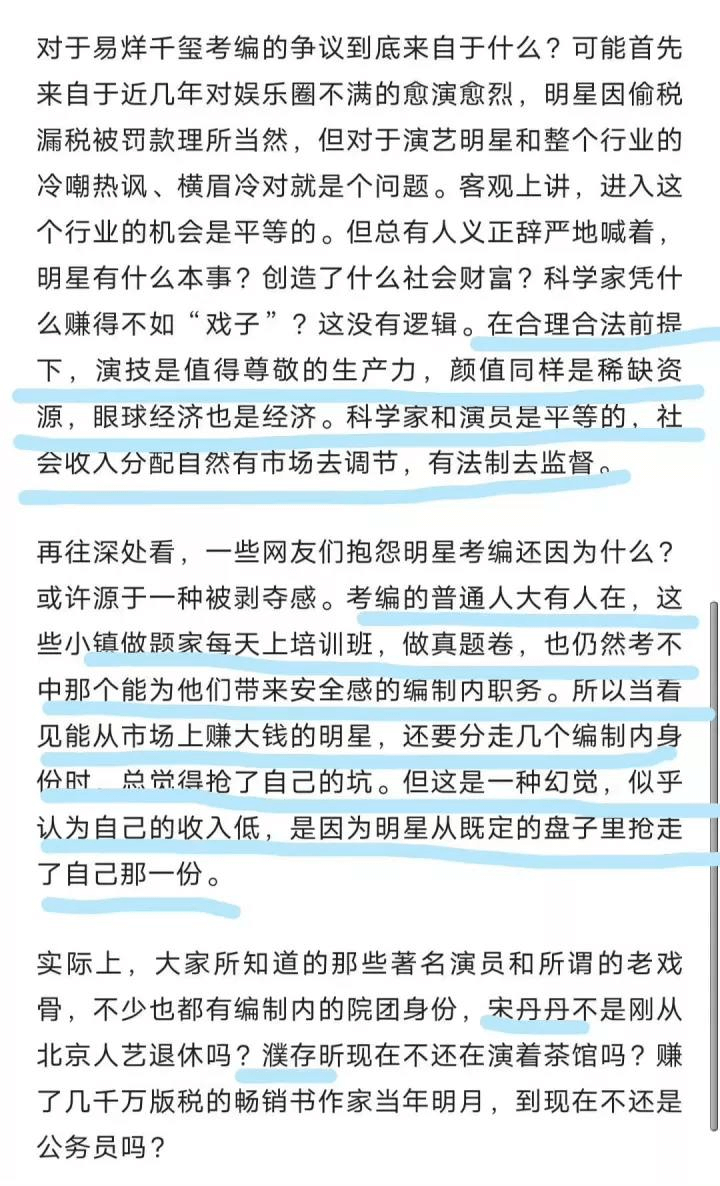 对于易烊千玺考编的争议到底来自于什么？可能首先
来自于近几年对娱乐圈不满的愈演愈烈，明星因偷税
漏税被罚款理所当然，但对于演艺明星和整个行业的
冷嘲热讽、横眉冷对就是个问题。客观上讲，进入这
个行业的机会是平等的。但总有人义正辞严地喊着，
明星有什么本事？创造了什么社会财富？科学家凭什
么赚得不如“戏子”？这没有逻辑。在合理合法前提
下，演技是值得尊敬的生产力，颜值同样是稀缺资
源，眼球经济也是经济。科学家和演员是平等的，社
会收入分配自然有市场去调节，有法制去监督。
再往深处看，一些网友们抱怨明星考编还因为什么？
或许源于一种被剥夺感。考编的普通人大有人在，这
些小镇做题家每天上培训班，做真题卷，也仍然考不
中那个能为他们带来安全感的编制内职务。所以当看
见能从市场上赚大钱的明星，还要分走几个编制内身
份时，总觉得抢了自己的坑。但这是一种幻觉，似乎
认为自己的收入低，是因为明星从既定的盘子里抢走
了自己那一份。
实际上，大家所知道的那些著名演员和所谓的老戏
骨，不少也都有编制内的院团身份，宋丹丹不是刚从
北京人艺退休吗？濮存昕现在不还在演着茶馆吗？赚
了几千万版税的畅销书作家当年明月，到现在不还是
公务员吗？